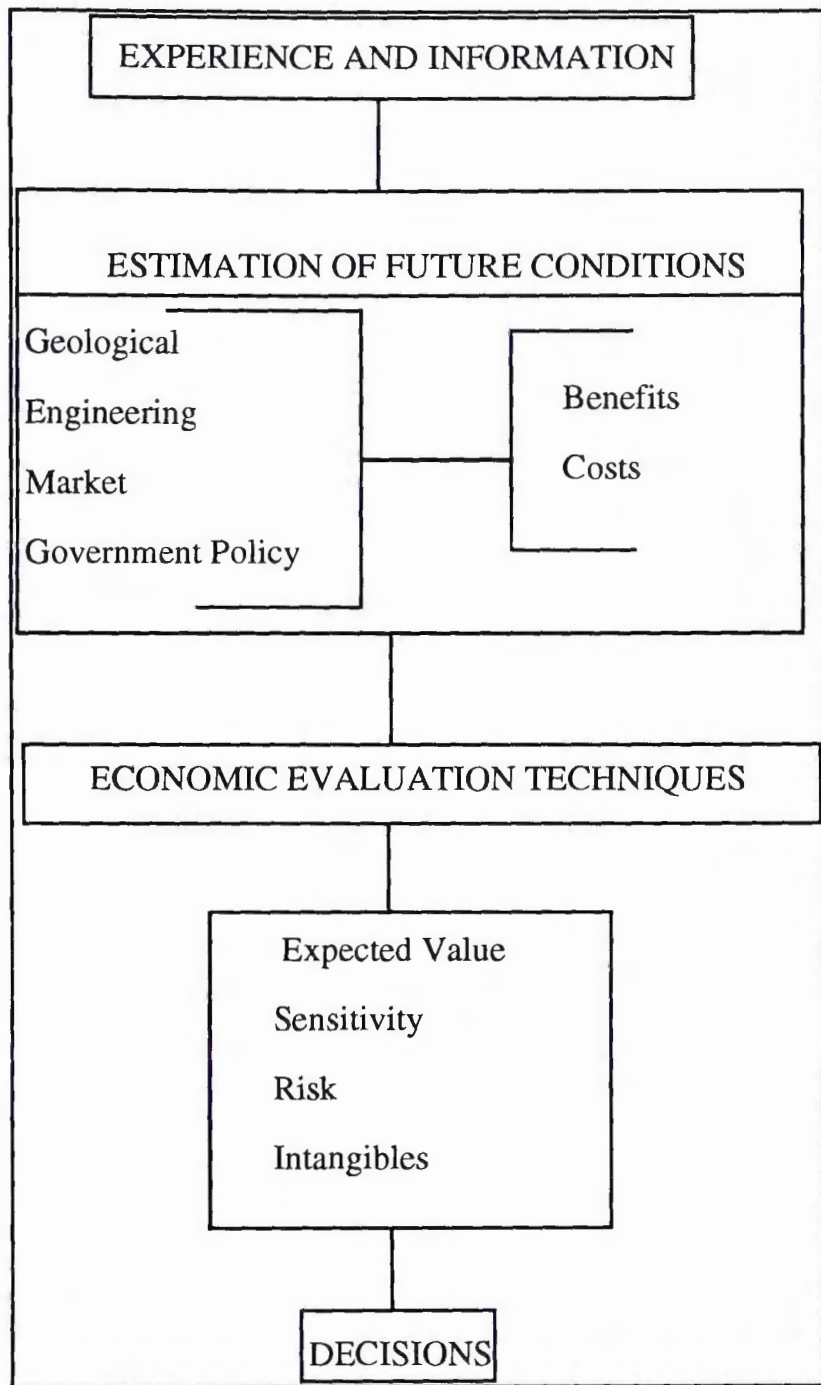 EXPERIENCE AND INFORMATION
ESTIMATION OF FUTURE CONDITIONS
Geological
Engineering
Market
Government Policy
Benefits
Costs
ECONOMIC EVALUATION TECHNIQUES
Expected Value
Sensitivity
Risk
Intangibles
DECISIONS